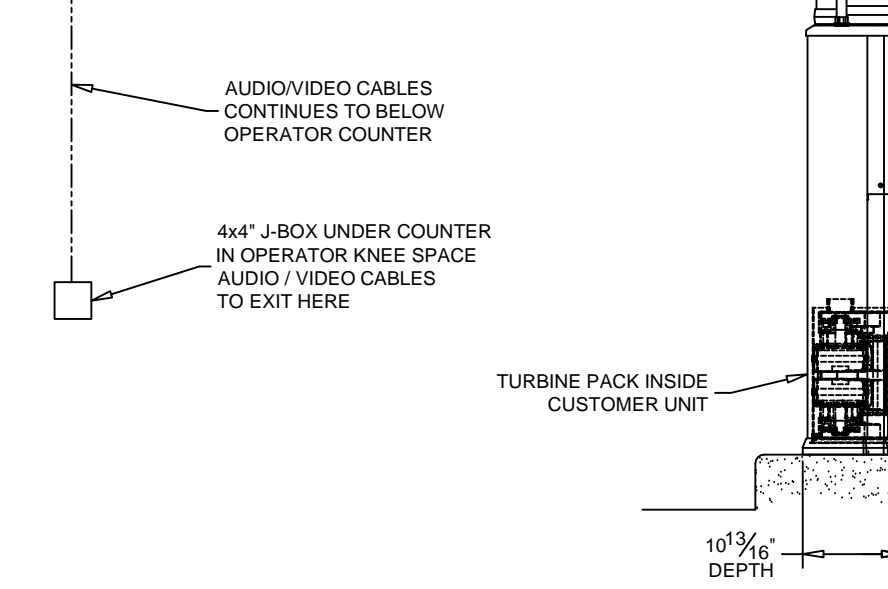 AUDIO/VIDEO CABLES
CONTINUES TO BELOW
OPERATOR COUNTER
4x4" J-BOX UNDER COUNTER
IN OPERATOR KNEE SPACE
AUDIO / VIDEO CABLES
TO EXIT HERE
TURBINE PACK INSIDE
CUSTOMER UNIT
10 13/16"
DEPTH